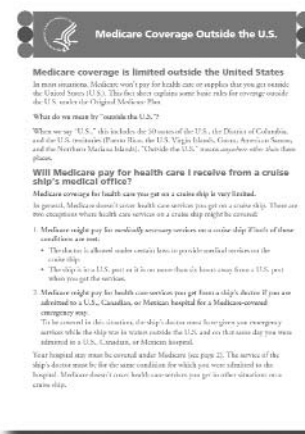 Medicare Coverage Outside the U.S.
Medicare coverage is limited outside the United States
In most situations, Medicare won't pay for health care or supplies that you get outside
the United States (U.S.). This fact sheet explains some basic rules for coverage outside
the U.S. under the Original Medicare Plan.
What do we mean by "outside the U.S."?
When we say "U.S.," this includes the 50 states of the U.S., the District of Columbia,
and the U.S. territories (Puerto Rico, the U.S. Virgin Islands, Guam, American Samoa,
and the Northern Mariana Islands). "Outside the U.S." means anywhere other than these
places.
Will Medicare pay for health care I receive from a cruise
ship's medical office?
Medicare coverage for health care you get on a cruise ship is very limited.
In general, Medicare doesn't cover health care services you get on a cruise ship. There are
two exceptions where health care services on a cruise ship might be covered:
1. Medicare might pay for medically necessary services on a cruise ship if both of these
conditions are met:
• The doctor is allowed under certain laws to provide medical services on the
cruise ship.
• The ship is in a U.S. port or it is no more than six hours away from a U.S. port
when you got the services.
2. Medicare might pay for health care services you get from a ship's doctor if you are
admitted to a U.S., Canadian, or Mexican hospital for a Medicare-covered
emergency stay.
To be covered in this situation, the ship's doctor must have given you emergency
services while the ship was in waters outside the U.S. and on that same day you were
admitted to a U.S., Canadian, or Mexican hospital.
Your hospital stay must be covered under Medicare (see page 2). The service of the
ship's doctor must be for the same condition for which you were admitted to the
hospital. Medicare doesn't cover health care services you get in other situations on a
cruise ship.